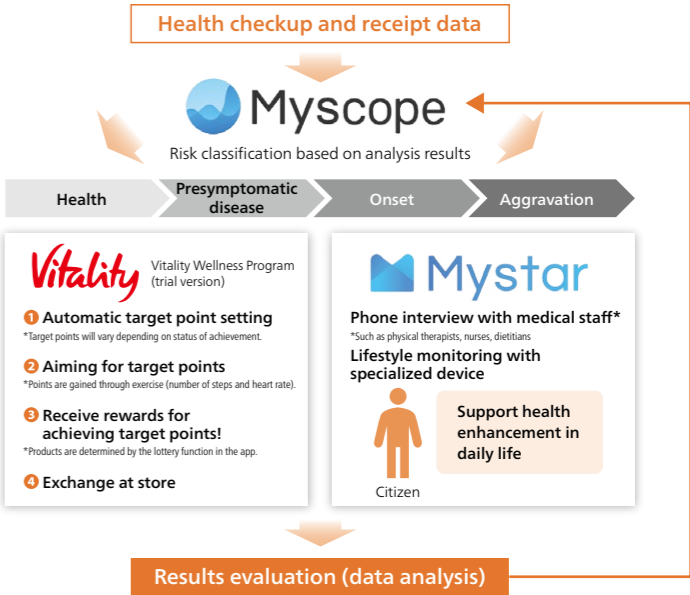 Health checkup and receipt data
Myscope
Risk classification based on analysis results
Health
Presymptomatic
disease
Onset
Aggravation
Vitality
Vitality Wellness Program
(trial version)
1 Automatic target point setting
*Target points will vary depending on status of achievement.
2 Aiming for target points
*Points are gained through exercise (number of steps and heart rate).
3 Receive rewards for
achieving target points!
*Products are determined by the lottery function in the app.
4 Exchange at store
Mystar
Phone interview with medical staff*
*Such as physical therapists, nurses, dietitians
Lifestyle monitoring with
specialized device
Citizen
Support health
enhancement in
daily life
Results evaluation (data analysis)